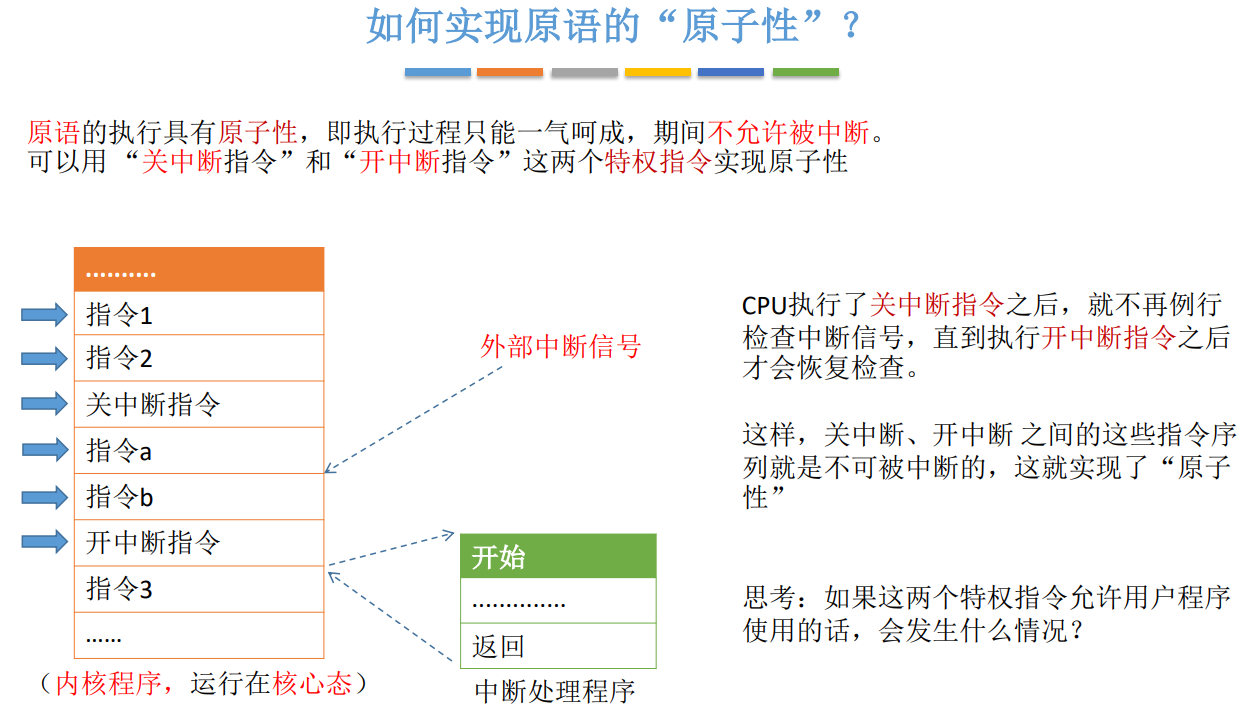 如何实现原语的“原子性”？
原语的执行具有原子性，即执行过程只能一气呵成，期间不允许被中断。
可以用 “关中断指令”和“开中断指令”这两个特权指令实现原子性
..........
指令1
指令2
关中断指令
指令a
指令b
开中断指令
指令3
......
（内核程序，运行在核心态）
外部中断信号
开始
..............
返回
中断处理程序
CPU执行了关中断指令之后，就不再例行
检查中断信号，直到执行开中断指令之后
才会恢复检查。
这样，关中断、开中断 之间的这些指令序
列就是不可被中断的，这就实现了“原子
性”
思考：如果这两个特权指令允许用户程序
使用的话，会发生什么情况？